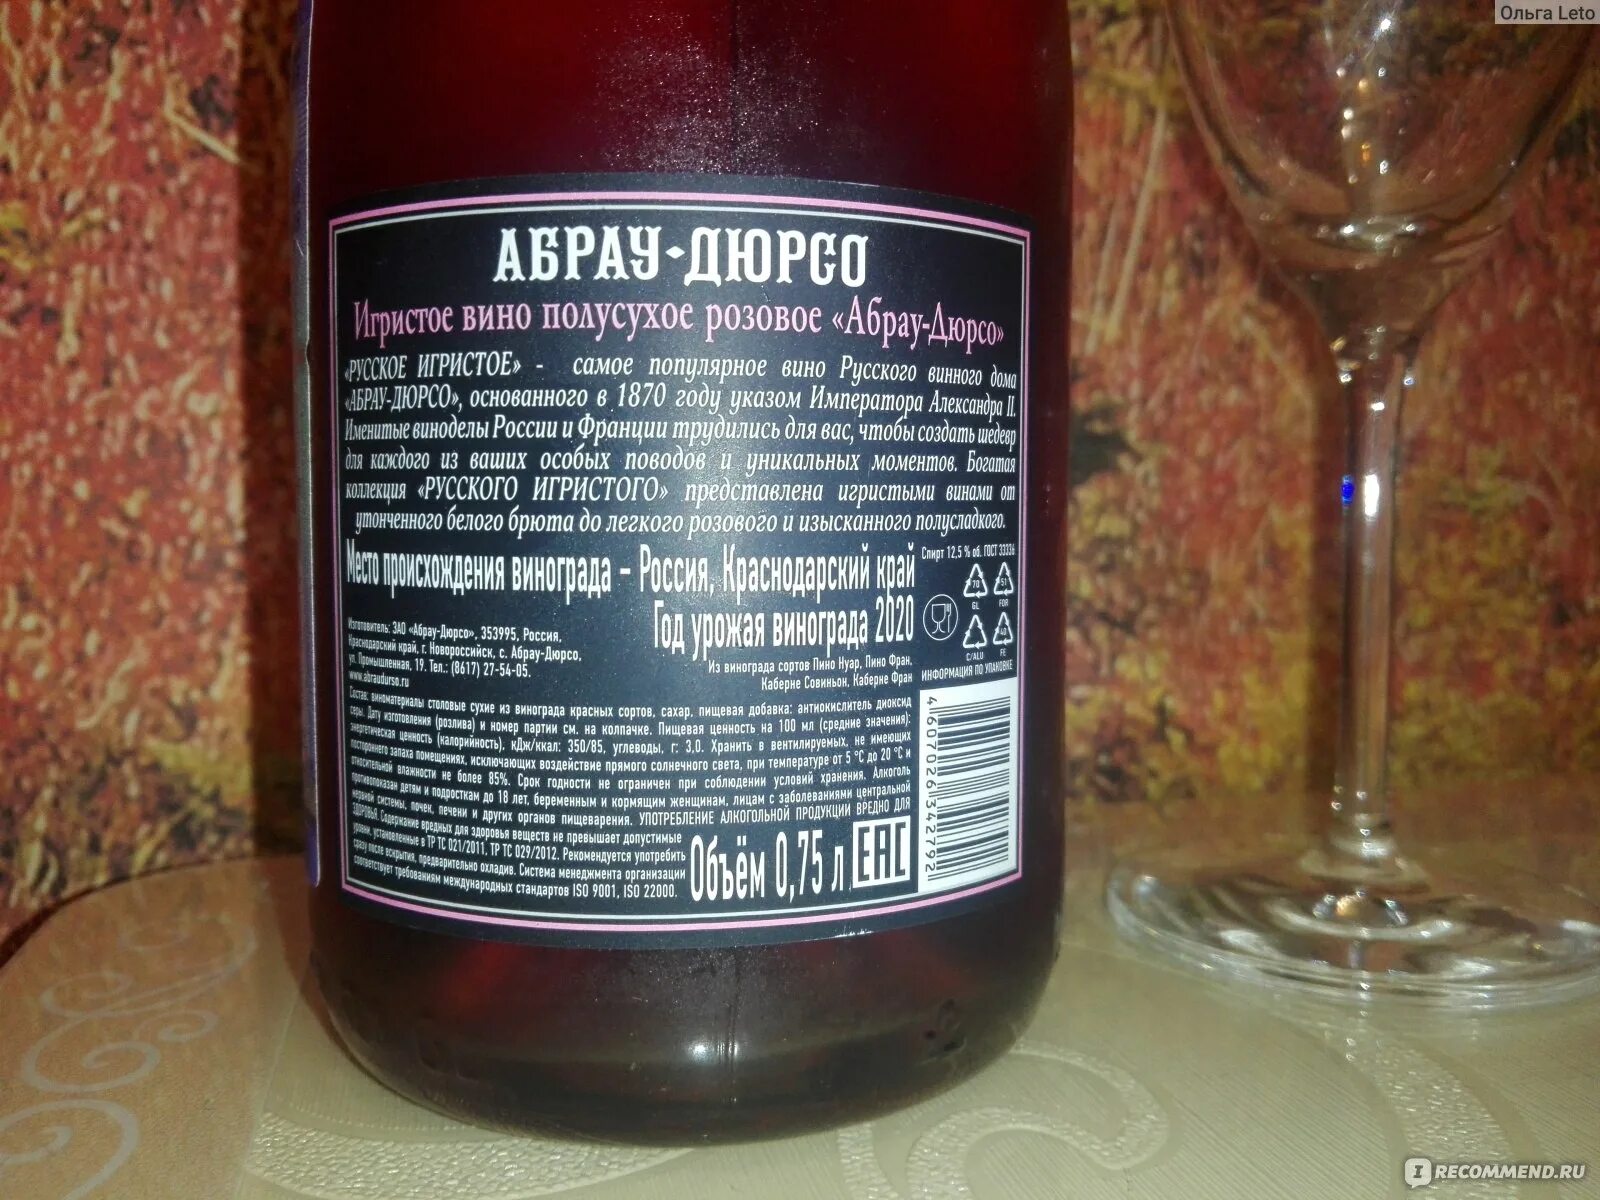 Ольга Leto
АБРАУ-ДЮРСО
Игристое вино полусухое розовое «Абрау-Дюрсо»
«РУССКОЕ ИГРИСТОЕ» - самое популярное вино Русского винного дома
«АБРАУ-ДЮРСО», основанного в 1870 году указом Императора Александра II.
Именитые виноделы России и Франции трудились для вас, чтобы создать шедевр
для каждого из ваших особых поводов и уникальных моментов. Богатая
коллекция «РУССКОГО ИГРИСТОГО» представлена игристыми винами от
утонченного белого брюта до легкого розового и изысканного полусладкого.
Место происхождения винограда – Россия, Краснодарский край
Год урожая винограда 2020
Спирт 12,5 % об. ГОСТ 33336
70
GL
51
FOR
C/ALU
40
FE
ИНФОРМАЦИЯ ПО УПАКОВКЕ
Из винограда сортов Пино Нуар, Пино Фран,
Каберне Совиньон, Каберне Фран
Изготовитель: ЗАО «Абрау-Дюрсо», 353995, Россия,
Краснодарский край, г. Новороссийск, с. Абрау-Дюрсо,
ул. Промышленная, 19. Тел.: (8617) 27-54-05.
www.abraudurso.ru
Состав: виноматериалы столовые сухие из винограда красных сортов, сахар, пищевая добавка: антиокислитель диоксид
серы. Дату изготовления (розлива) и номер партии см. на колпачке. Пищевая ценность на 100 мл (средние значения):
энергетическая ценность (калорийность), кДж/ккал: 350/85, углеводы, г: 3,0. Хранить в вентилируемых, не имеющих
постороннего запаха помещениях, исключающих воздействие прямого солнечного света, при температуре от 5 °С до 20 °С и
относительной влажности не более 85%. Срок годности не ограничен при соблюдении условий хранения. Алкоголь
противопоказан детям и подросткам до 18 лет, беременным и кормящим женщинам, лицам с заболеваниями центральной
нервной системы, почек, печени и других органов пищеварения. УПОТРЕБЛЕНИЕ АЛКОГОЛЬНОЙ ПРОДУКЦИИ ВРЕДНО ДЛЯ
ЗДОРОВЬЯ. Содержание вредных для здоровья веществ не превышает допустимые
уровни, установленные в ТР ТС 021/2011, ТР ТС 029/2012. Рекомендуется употребить
сразу после вскрытия, предварительно охладив. Система менеджмента организации
соответствует требованиям международных стандартов ISO 9001, ISO 22000.
Объём 0,75 л
EAC
4607026342792
IRECOMMEND.RU